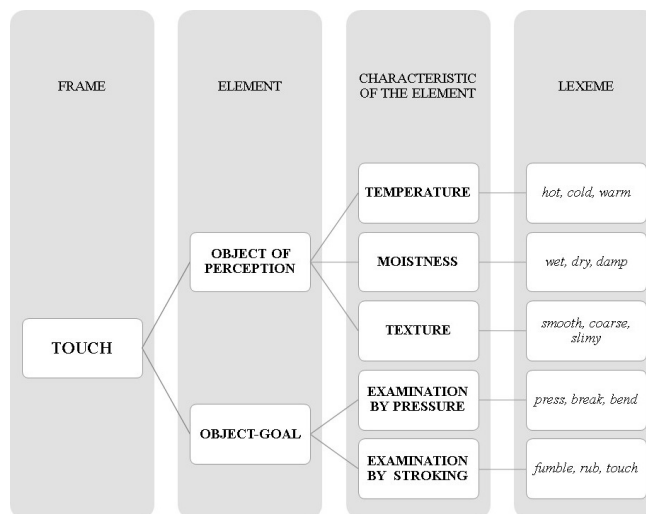 FRAME
ELEMENT
CHARACTERISTIC
OF THE ELEMENT
LEXEME
TOUCH
OBJECT OF
PERCEPTION
OBJECT-GOAL
TEMPERATURE
MOISTNESS
TEXTURE
EXAMINATION
BY PRESSURE
EXAMINATION
BY STROKING
hot, cold, warm
wet, dry, damp
smooth, coarse,
slimy
press, break, bend
fumble, rub, touch